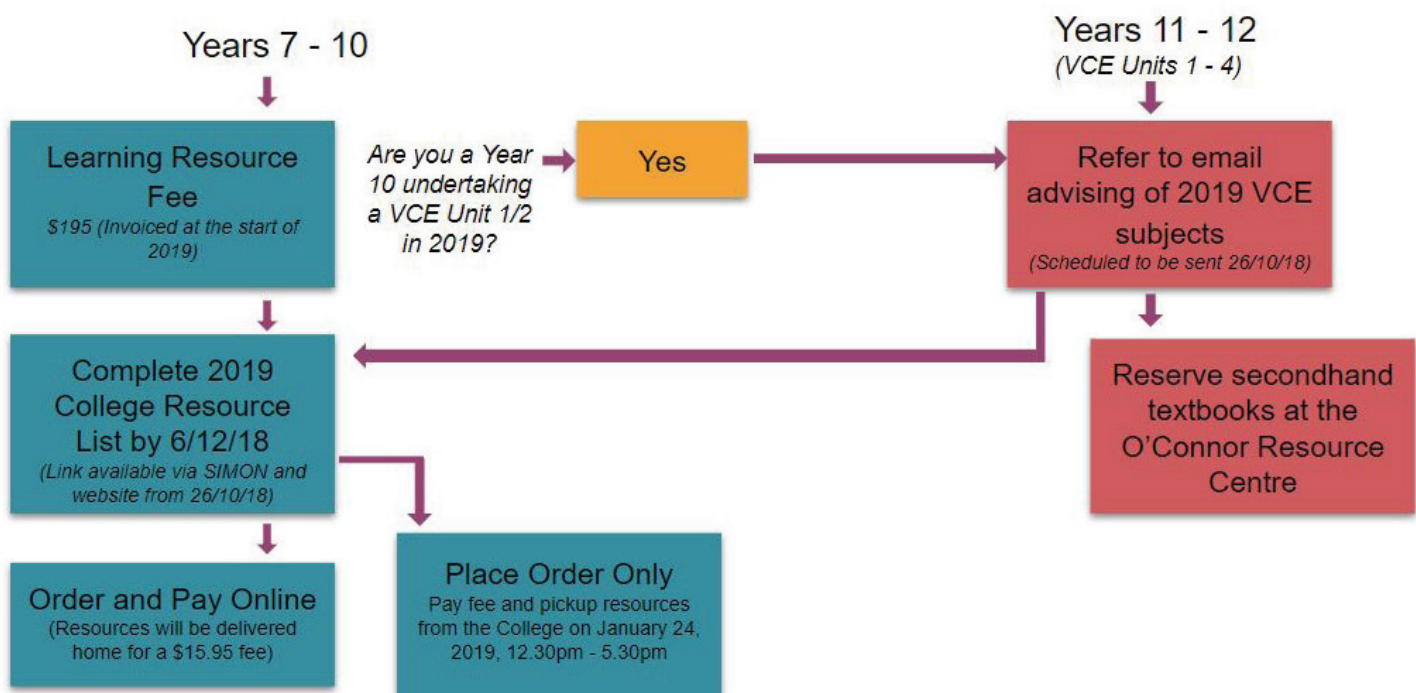 Years 7 - 10
Learning Resource
Fee
$195 (Invoiced at the start of
2019)
Complete 2019
College Resource
List by 6/12/18
(Link available via SIMON and
website from 26/10/18)
Order and Pay Online
(Resources will be delivered
home for a $15.95 fee)
Place Order Only
Pay fee and pickup resources
from the College on January 24,
2019, 12.30pm - 5.30pm
Are you a Year
10 undertaking
a VCE Unit 1/2
in 2019?
Yes
Years 11 - 12
(VCE Units 1 - 4)
Refer to email
advising of 2019 VCE
subjects
(Scheduled to be sent 26/10/18)
Reserve secondhand
textbooks at the
O'Connor Resource
Centre